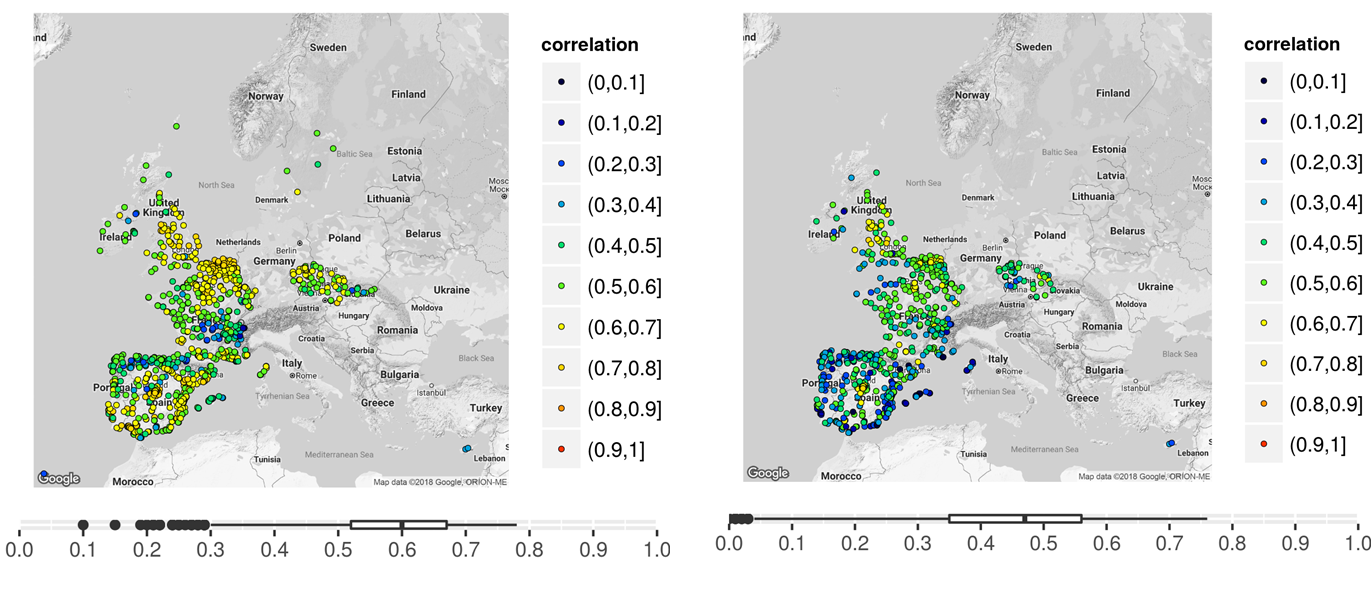 nd
Sweden
Norway
Finland
Baltic Sea
Estonia
Latvia
Lithuania
North Sea
Denmark
Mosc
Moск
United
Kingdom
Ireland
Netherlands
Berlin
Poland
Belarus
Germany
Ukraine
Austria
Hungary
Moldova
Romania
Croatia
Serbia
Black Sea
Italy
Rome
Bulgaria
Istanbul
Portugal
Spain
Tyrrhenian Sea
Greece
Turkey
Mediterranean Sea
Tunisia
Lebanon
S
Morocco
Google
Map data ©2018 Google, ORION-ME
correlation
(0,0.1]
(0.1,0.2]
(0.2,0.3]
(0.3,0.4]
(0.4,0.5]
(0.5,0.6]
(0.6,0.7]
(0.7,0.8]
(0.8,0.9]
(0.9,1]
0.0 0.1 0.2 0.3 0.4 0.5 0.6 0.7 0.8 0.9 1.0
nd
Sweden
Norway
Finland
Baltic Sea
Estonia
Latvia
Lithuania
North Sea
Denmark
Mosc
United
Kingdom
Ireland
Netherlands
Berlin
Poland
Belarus
Germany
Ukraine
Austria
Hungary
Moldova
Romania
Croatia
Serbia
Black Sea
Italy
Rome
Bulgaria
Istanbul
Portugal
Spain
Tyrrhenian Sea
Greece
Turkey
Mediterranean Sea
Tunisia
Lebanon
S
Morocco
Google
Map data ©2018 Google, ORION-ME
correlation
(0,0.1]
(0.1,0.2]
(0.2,0.3]
(0.3,0.4]
(0.4,0.5]
(0.5,0.6]
(0.6,0.7]
(0.7,0.8]
(0.8,0.9]
(0.9,1]
0.0 0.1 0.2 0.3 0.4 0.5 0.6 0.7 0.8 0.9 1.0